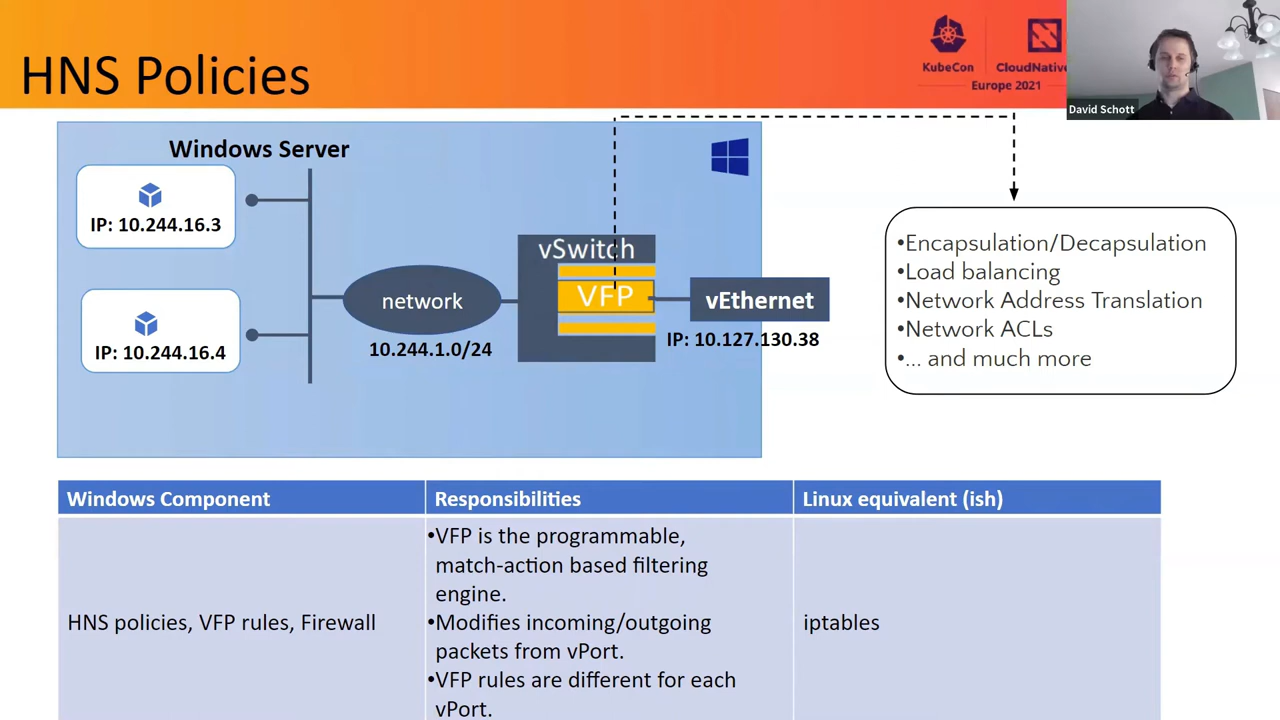 HNS Policies
KubeCon
CloudNative
Europe 2021
David Schott
Windows Server
IP: 10.244.16.3
IP: 10.244.16.4
network
10.244.1.0/24
vSwitch
VFP
vEthernet
IP: 10.127.130.38
•Encapsulation/Decapsulation
•Load balancing
•Network Address Translation
•Network ACLs
•... and much more
Windows Component
Responsibilities
Linux equivalent (ish)
HNS policies, VFP rules, Firewall
•VFP is the programmable,
match-action based filtering
engine.
•Modifies incoming/outgoing
packets from vPort.
•VFP rules are different for each
vPort.
iptables